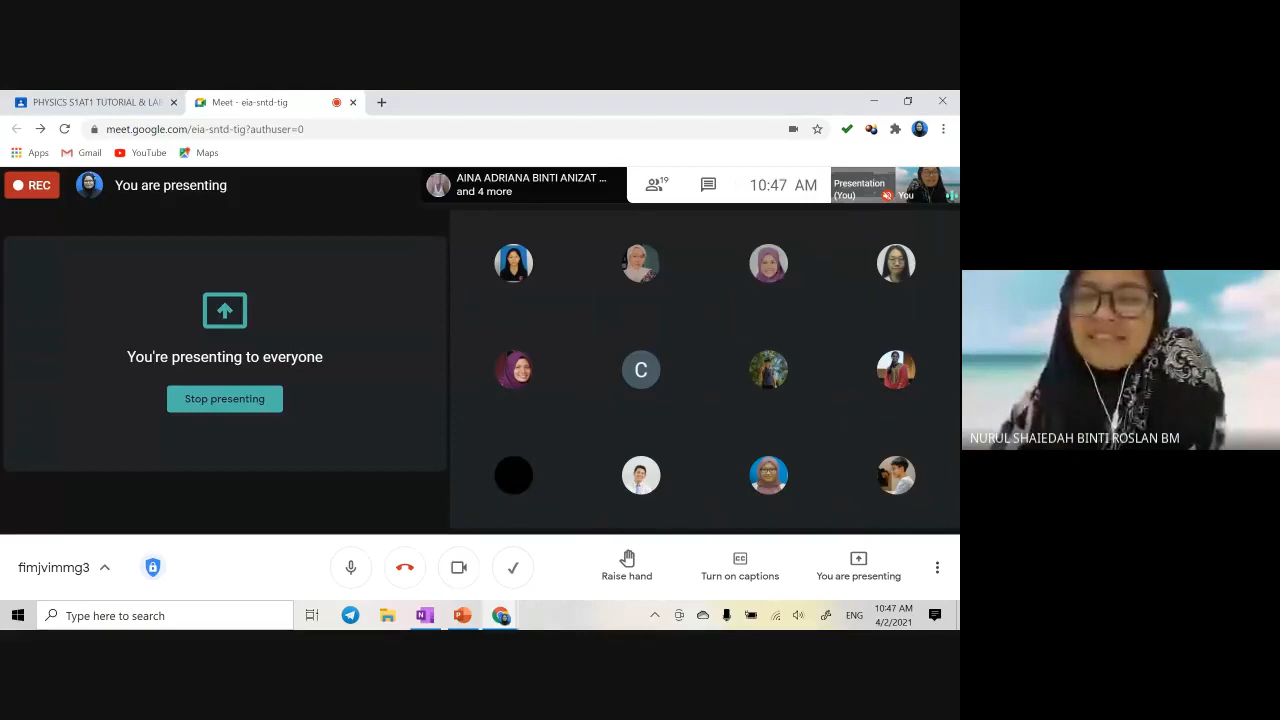 PHYSICS S1AT1 TUTORIAL & LAB
Meet - eia-sntd-tig
meet.google.com/eia-sntd-tig?authuser=0
Apps
Gmail
YouTube
Maps
REC
You are presenting
AINA ADRIANA BINTI ANIZAT ...
and 4 more
19
10:47 AM
Presentation
(You)
You
You're presenting to everyone
Stop presenting
C
NURUL SHAIEDAH BINTI ROSLAN BM
fimjvimmg3
Raise hand
Turn on captions
You are presenting
Type here to search
ENG
10:47 AM
4/2/2021